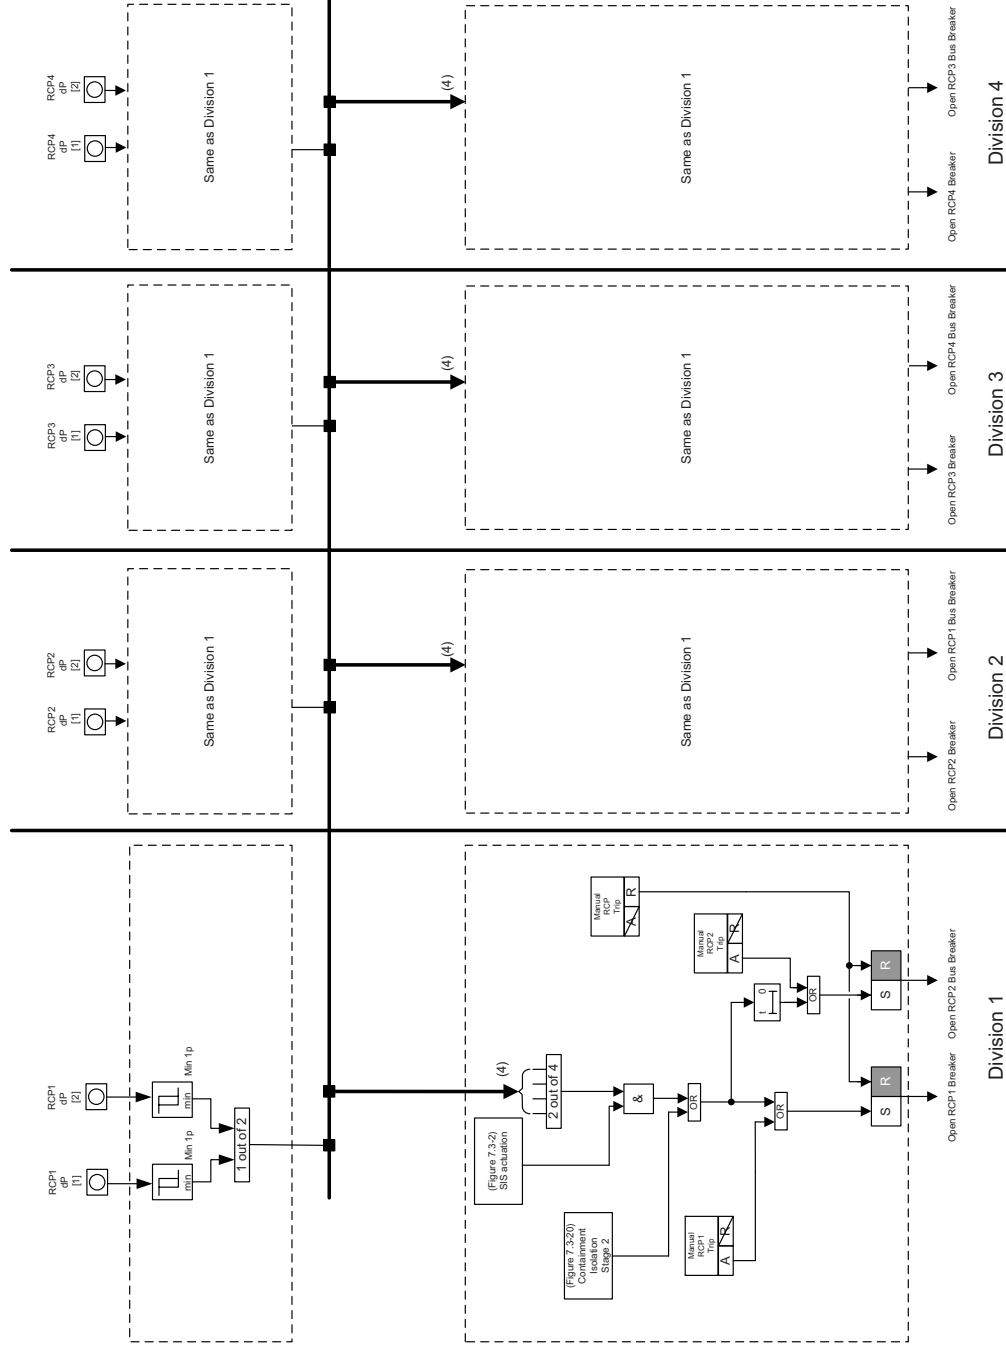 RCP1
dP
[1]
RCP1
dP
[2]
min
Min 1p
min
Min 1p
1 out of 2
(4)
2 out of 4
(Figure 7.3-2)
SIS actuation
&
(Figure 7.3-20)
Containment
Isolation
Stage 2
OR
Manual
RCP1
Trip
A
R
OR
t
0
OR
Manual
RCP2
Trip
A
R
Manual
RCP
Trip
A
R
S
R
S
R
Open RCP1 Breaker
Open RCP2 Bus Breaker
Division 1
RCP2
dP
[1]
RCP2
dP
[2]
Same as Division 1
(4)
Same as Division 1
Open RCP2 Breaker
Open RCP1 Bus Breaker
Division 2
RCP3
dP
[1]
RCP3
dP
[2]
Same as Division 1
(4)
Same as Division 1
Open RCP3 Breaker
Open RCP4 Bus Breaker
Division 3
RCP4
dP
[1]
RCP4
dP
[2]
Same as Division 1
(4)
Same as Division 1
Open RCP4 Breaker
Open RCP3 Bus Breaker
Division 4